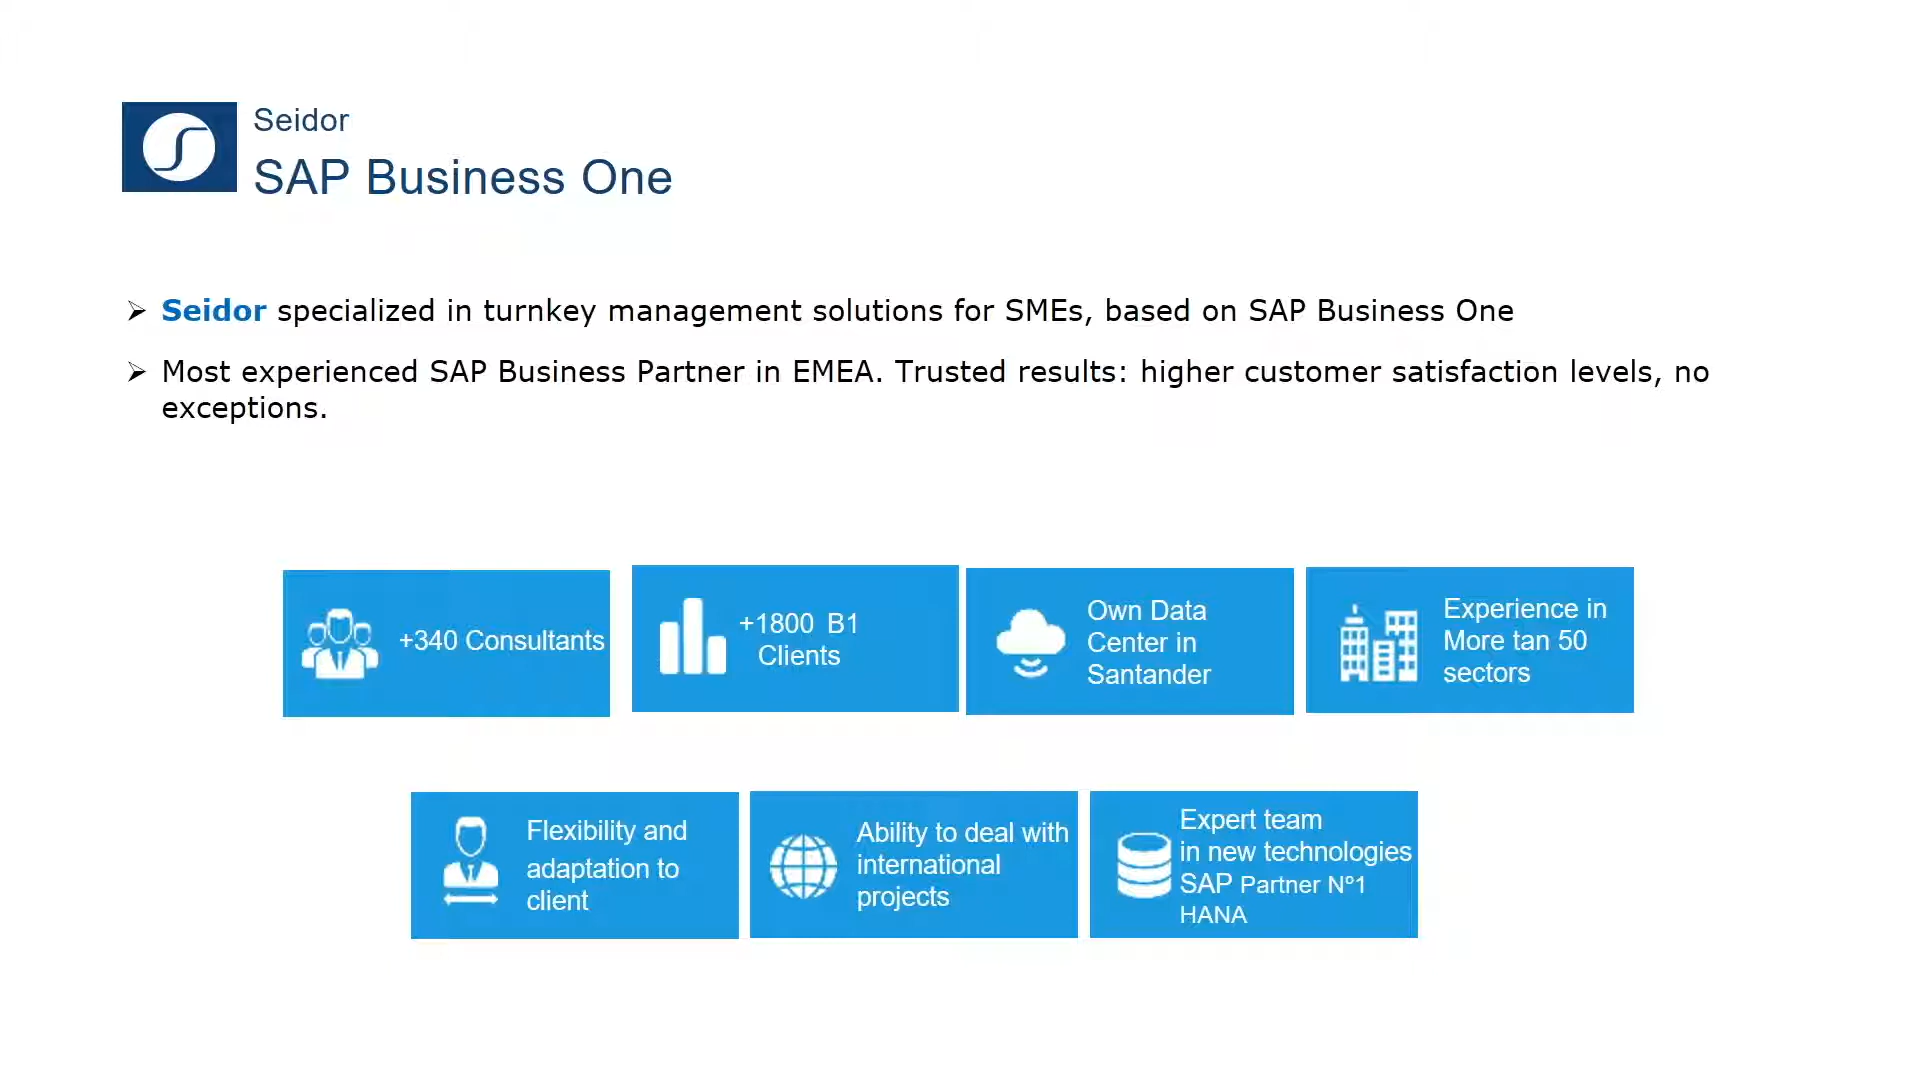 Seidor
SAP Business One
➢ Seidor specialized in turnkey management solutions for SMEs, based on SAP Business One
➢ Most experienced SAP Business Partner in EMEA. Trusted results: higher customer satisfaction levels, no
exceptions.
+340 Consultants
+1800 B1
Clients
Own Data
Center in
Santander
Experience in
More tan 50
sectors
Flexibility and
adaptation to
client
Ability to deal with
international
projects
Expert team
in new technologies
SAP Partner Nº1
HANA